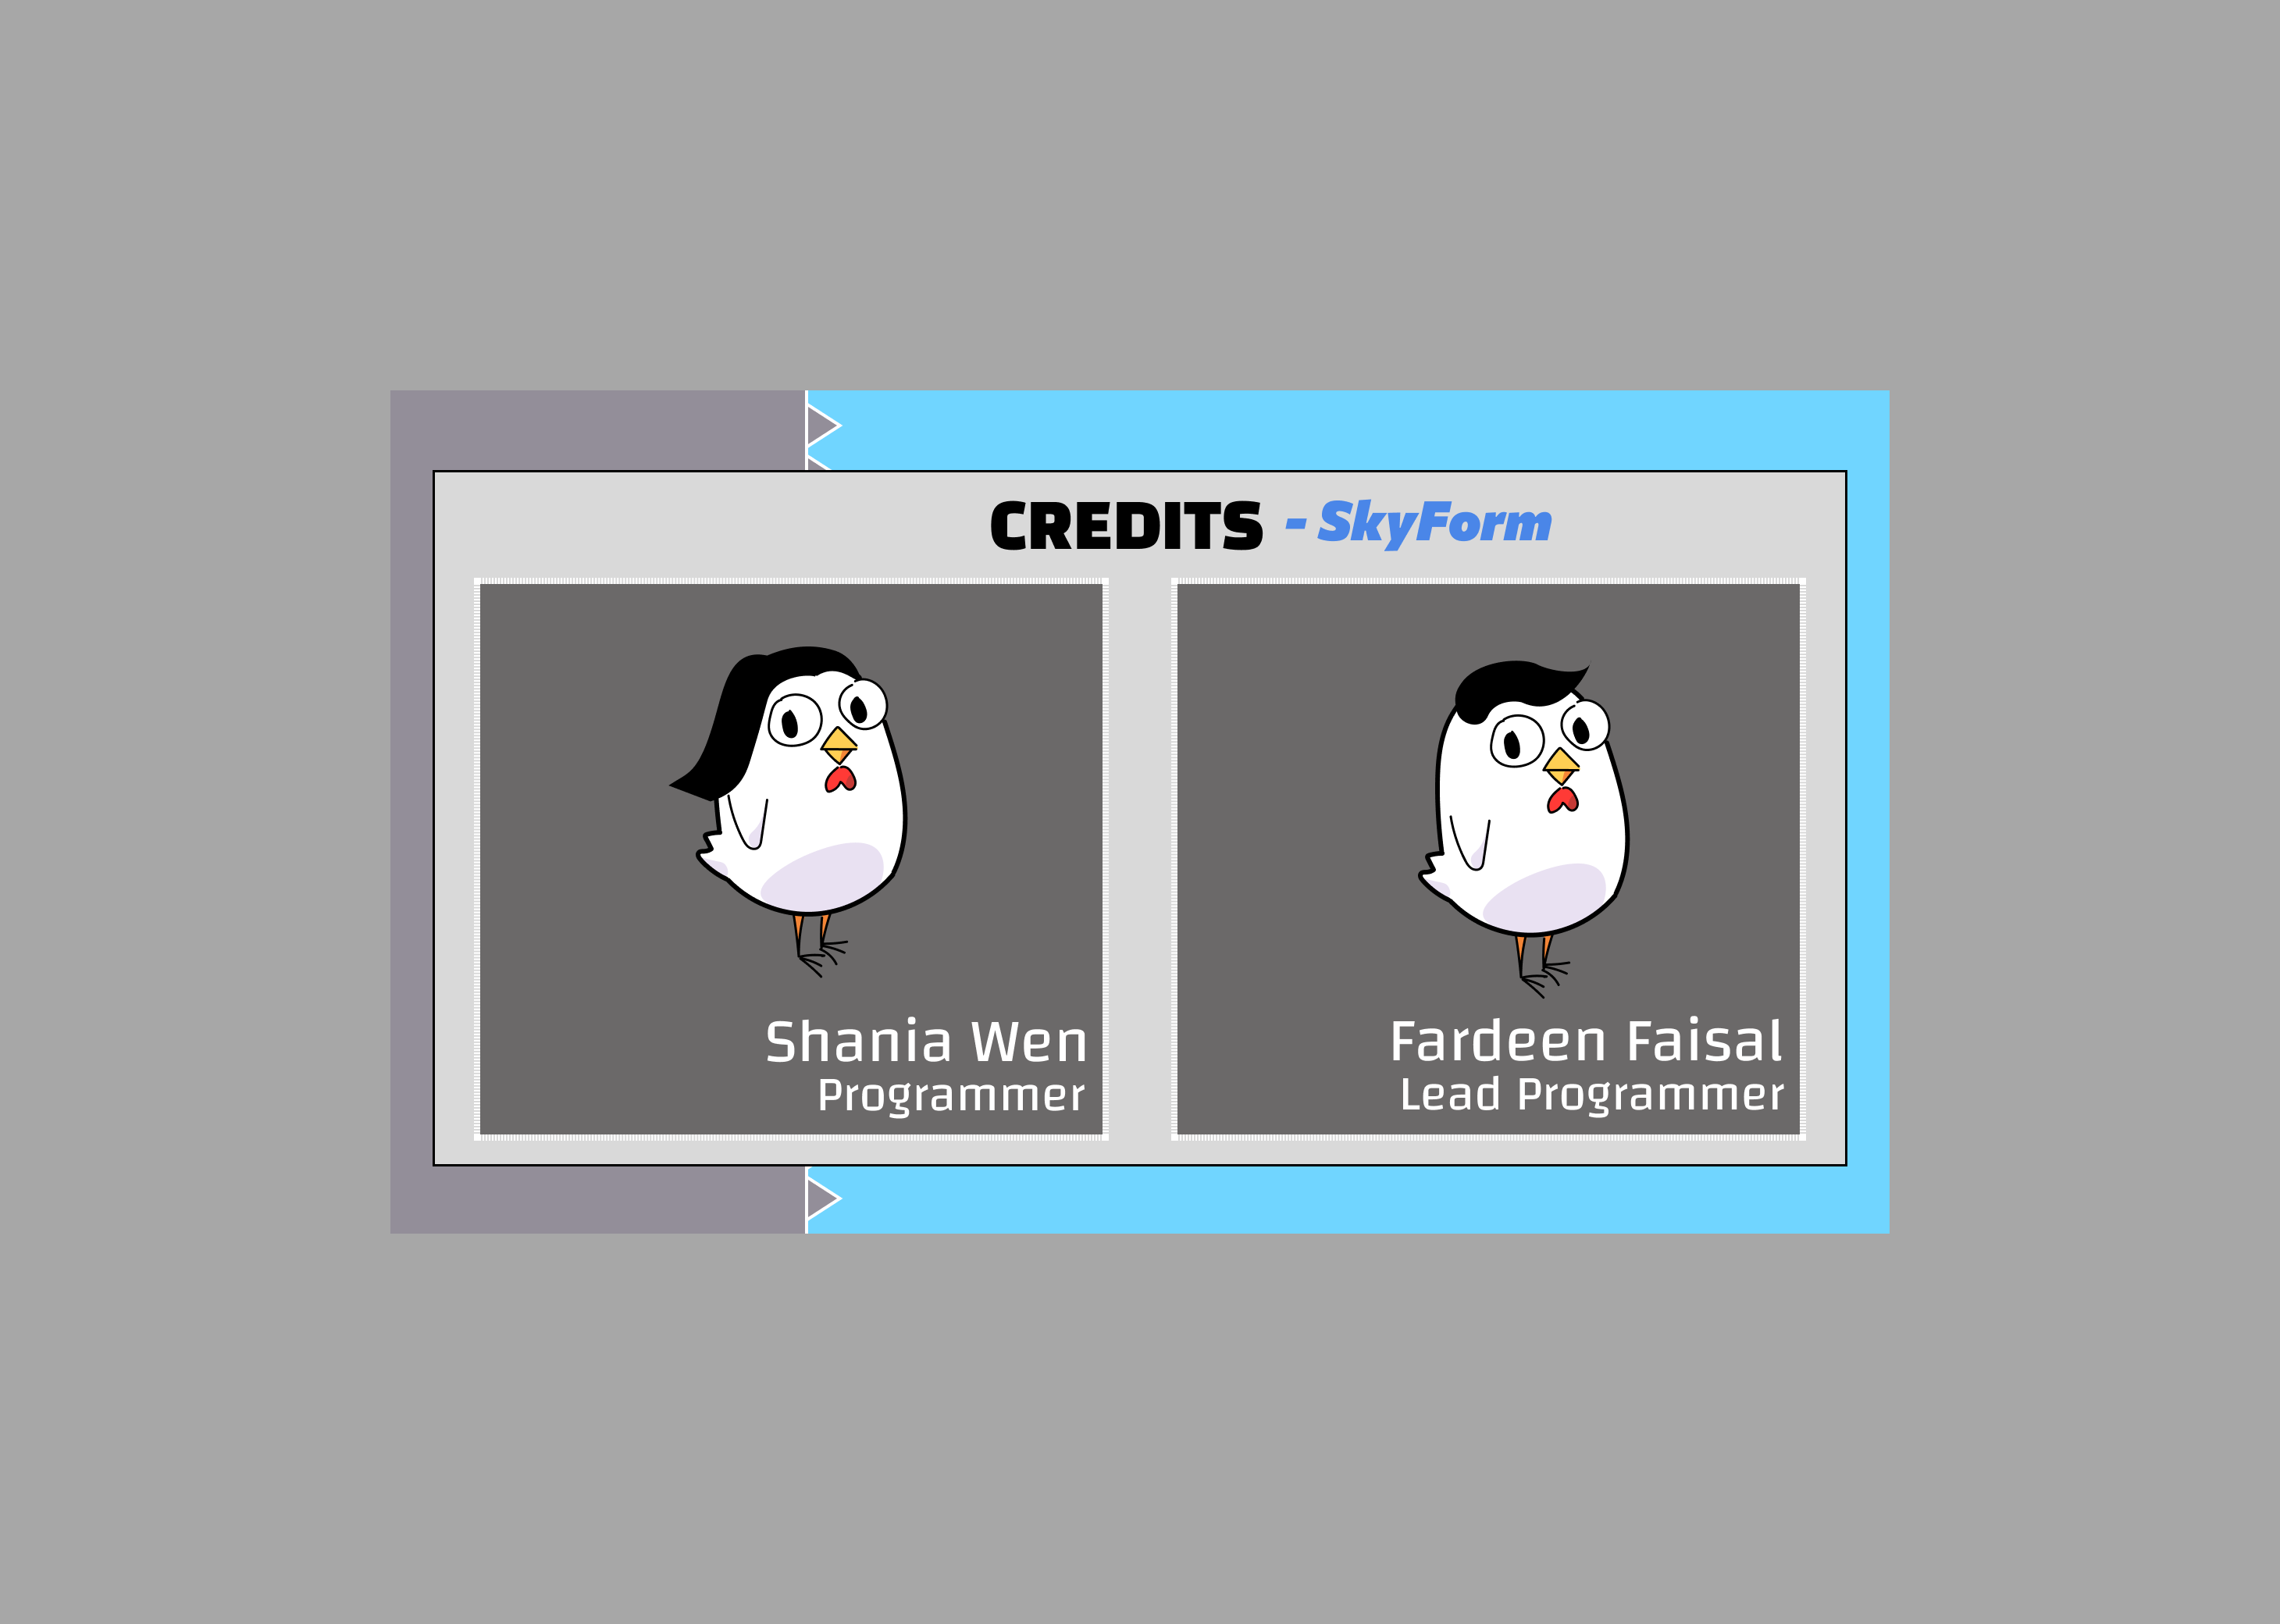 CREDITS - SkyForm
Shania Wen
Programmer
Fardeen Faisal
Lead Programmer